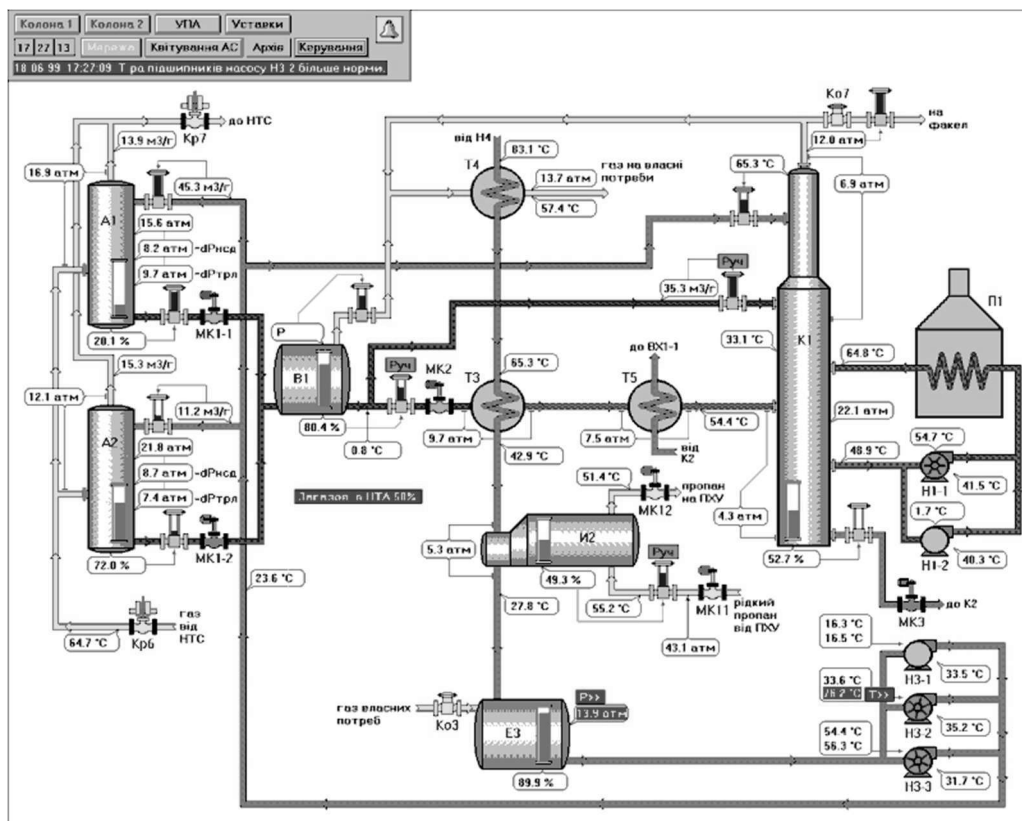 Колона 1 Колона 2 УПА Уставки
17 27 13 Мережа Квітування АС Архів Керування
18 06 99 17:27:09 Т ра підшипників насосу Н3 2 більше норми.
Кр7
до НТС
13.9 м3/г
16.9 атм
45.3 м3/г
А1
15.6 атм
8.2 атм -dPнсд
9.7 атм -dPтрл
20.1 %
МК1-1
15.3 м3/г
12.1 атм
11.2 м3/г
А2
21.8 атм
8.7 атм -dPнсд
7.4 атм -dPтрл
72.0 %
МК1-2
23.6 °C
64.7 °C
Кр6
газ
від
НТС
P
В1
80.4 %
0.8 °C
Руч
МК2
від Н4
83.1 °C
Т4
13.7 атм
57.4 °C
газ на власні
потреби
65.3 °C
Т3
9.7 атм
42.9 °C
до ВХ1-1
Т5
7.5 атм
від
К2
54.4 °C
35.3 м3/г
Руч
65.3 °C
Ко7
12.0 атм
на
факел
6.9 атм
К1
33.1 °C
64.8 °C
22.1 атм
48.9 °C
4.3 атм
52.7 %
П1
54.7 °C
Н1-1
41.5 °C
1.7 °C
Н1-2
40.3 °C
МК3
до К2
51.4 °C
МК12
пропан
на ПХУ
И2
5.3 атм
49.3 %
Руч
55.2 °C
МК11
43.1 атм
рідкий
пропан
від ПХУ
27.8 °C
газ власних
потреб
Ко3
Е3
P>>
13.9 атм
89.9 %
16.3 °C
16.5 °C
Н3-1
33.5 °C
33.6 °C
76.2 °C T>>
Н3-2
35.2 °C
54.4 °C
56.3 °C
Н3-3
31.7 °C